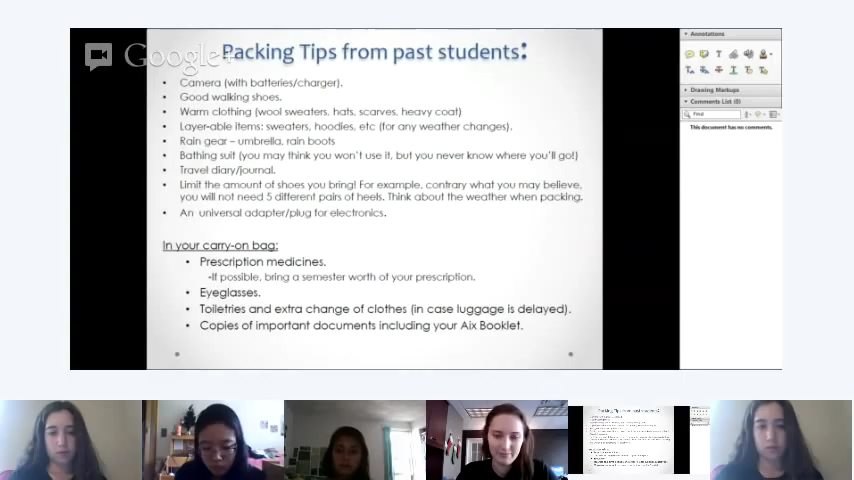 Google+
Packing Tips from past students:
• Camera (with batteries/charger).
• Good walking shoes.
• Warm clothing (wool sweaters, hats, scarves, heavy coat)
• Layer-able items: sweaters, hoodies, etc (for any weather changes).
• Rain gear – umbrella, rain boots
• Bathing suit (you may think you won't use it, but you never know where you'll go!)
• Travel diary/journal.
• Limit the amount of shoes you bring! For example, contrary what you may believe,
you will not need 5 different pairs of heels. Think about the weather when packing.
• An universal adapter/plug for electronics.
In your carry-on bag:
• Prescription medicines.
-If possible, bring a semester worth of your prescription.
• Eyeglasses.
• Toiletries and extra change of clothes (in case luggage is delayed).
• Copies of important documents including your Aix Booklet.
Annotations
Drawing Markups
Comments List (0)
Find
This document has no comments.
Packing Tips from past students: